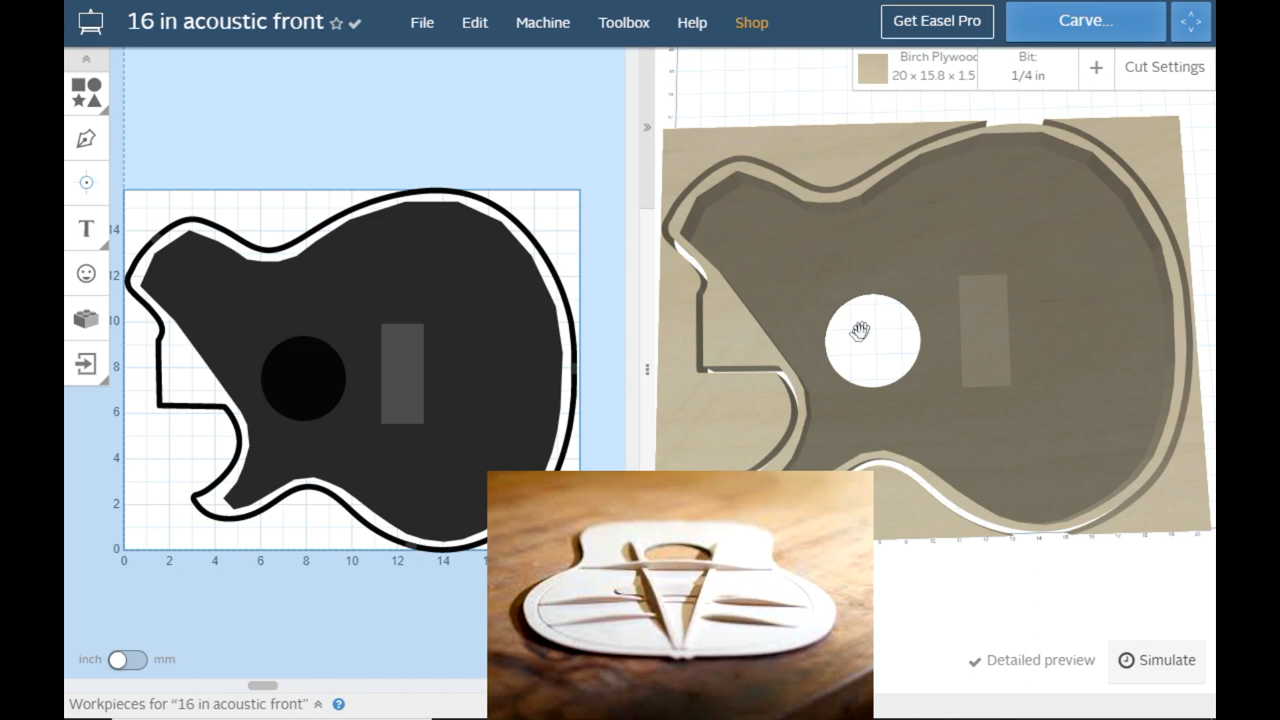 16 in acoustic front
File Edit Machine Toolbox Help Shop
Get Easel Pro
Carve...
Birch Plywood
20 x 15.8 x 1.5
Bit:
1/4 in
+
Cut Settings
T
14
12
10
8
6
4
2
0
0 2 4 6 8 10 12 14
inch mm
Detailed preview
Simulate
Workpieces for “16 in acoustic front” ?